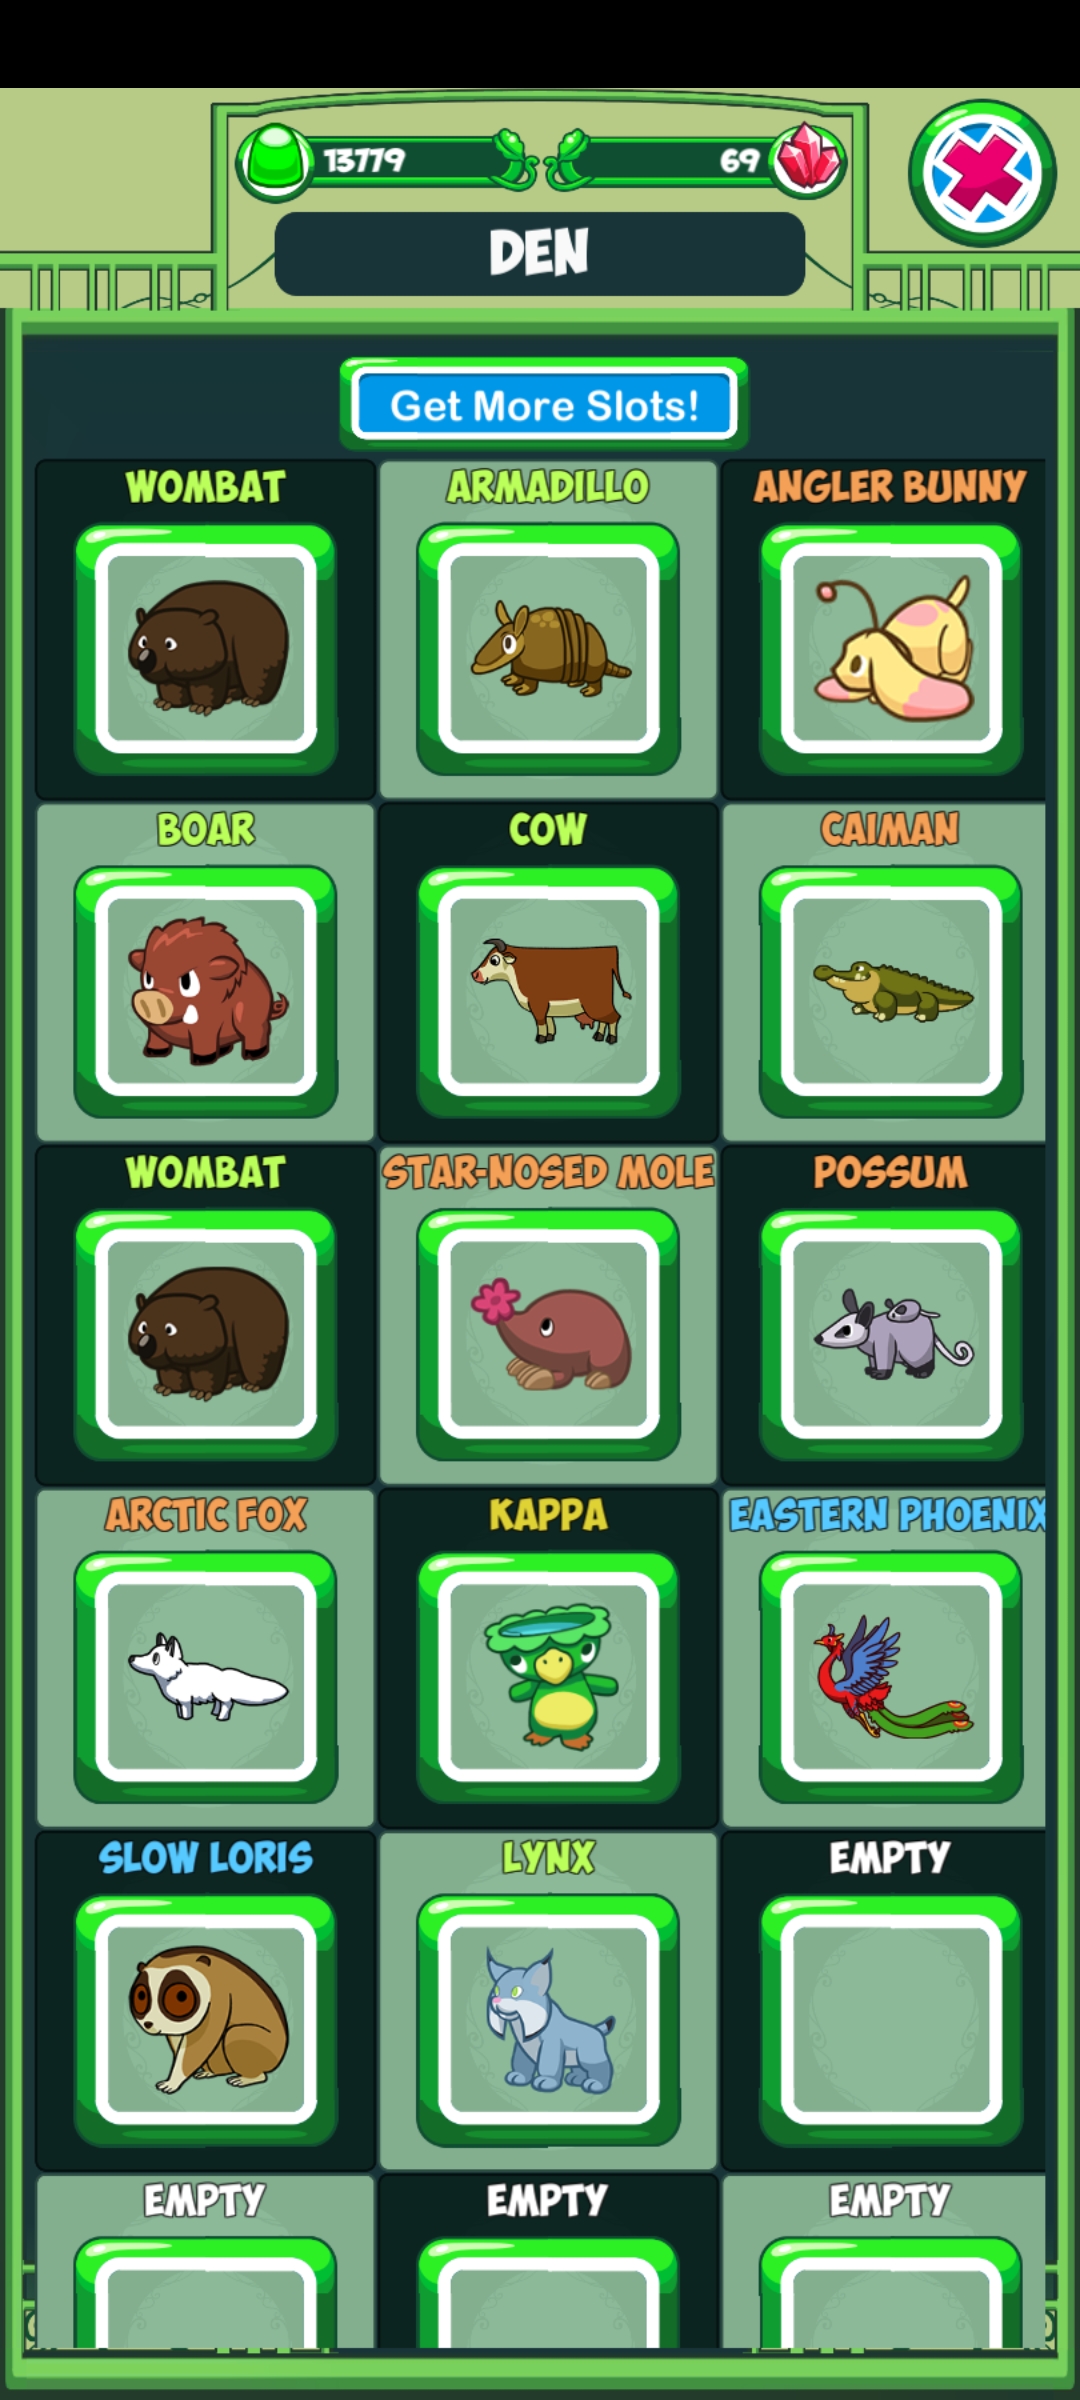 13779
69
DEN
Get More Slots!
WOMBAT
ARMADILLO
ANGLER BUNNY
BOAR
COW
CAIMAN
WOMBAT
STAR-NOSED MOLE
POSSUM
ARCTIC FOX
KAPPA
EASTERN PHOENIX
SLOW LORIS
LYNX
EMPTY
EMPTY
EMPTY
EMPTY